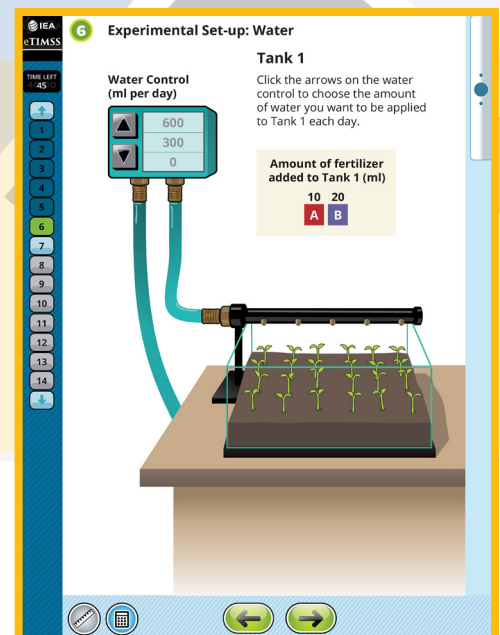 IEA
eTIMSS
6 Experimental Set-up: Water
TIME LEFT
45
1
2
3
4
5
6
7
8
9
10
11
12
13
14
Tank 1
Water Control
(ml per day)
600
300
0
Click the arrows on the water
control to choose the amount
of water you want to be applied
to Tank 1 each day.
Amount of fertilizer
added to Tank 1 (ml)
10 20
A B